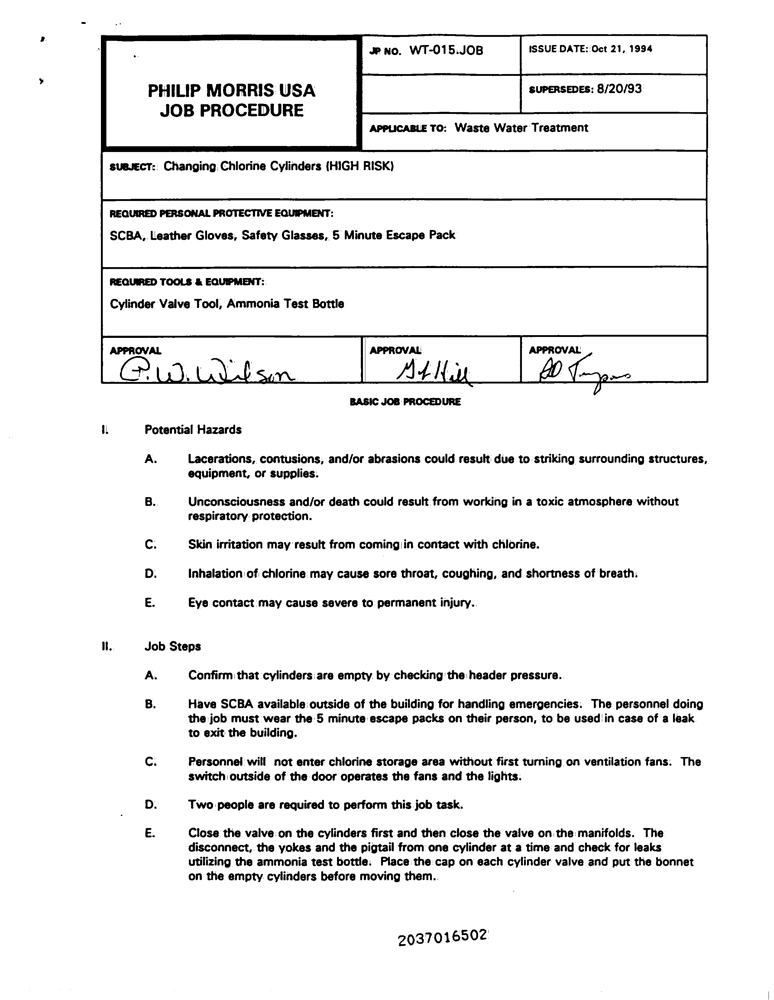 PHILIP MORRIS USA
JOB PROCEDURE
JP NO. WT-015.JOB
ISSUE DATE: Oct 21, 1994
SUPERSEDES: 8/20/93
APPLICABLE TO: Waste Water Treatment
SUBJECT: Changing Chlorine Cylinders (HIGH RISK)
REQUIRED PERSONAL PROTECTIVE EQUIPMENT:
SCBA, Leather Gloves, Safety Glasses, 5 Minute Escape Pack
REQUIRED TOOLS & EQUIPMENT:
Cylinder Valve Tool, Ammonia Test Bottle
APPROVAL
P.W. Wilson
APPROVAL
Hill
APPROVAL
BASIC JOB PROCEDURE
I. Potential Hazards
A. Lacerations, contusions, and/or abrasions could result due to striking surrounding structures,
equipment, or supplies.
B. Unconsciousness and/or death could result from working in a toxic atmosphere without
respiratory protection.
C. Skin irritation may result from coming in contact with chlorine.
D. Inhalation of chlorine may cause sore throat, coughing, and shortness of breath.
E. Eye contact may cause severe to permanent injury.
II. Job Steps
A. Confirm that cylinders are empty by checking the header pressure.
B. Have SCBA available outside of the building for handling emergencies. The personnel doing
the job must wear the 5 minute escape packs on their person, to be used in case of a leak
to exit the building.
C. Personnel will not enter chlorine storage area without first turning on ventilation fans. The
switch outside of the door operates the fans and the lights.
D. Two people are required to perform this job task.
E. Close the valve on the cylinders first and then close the valve on the manifolds. The
disconnect, the yokes and the pigtail from one cylinder at a time and check for leaks
utilizing the ammonia test bottle. Place the cap on each cylinder valve and put the bonnet
on the empty cylinders before moving them.
2037016502